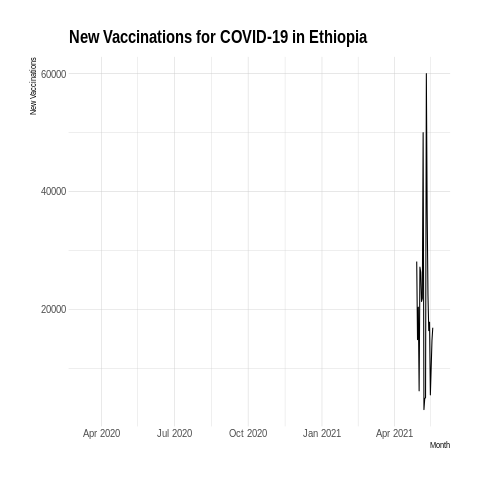 New Vaccinations for COVID-19 in Ethiopia
New Vaccinations
60000
40000
20000
Apr 2020 Jul 2020 Oct 2020 Jan 2021 Apr 2021
Month